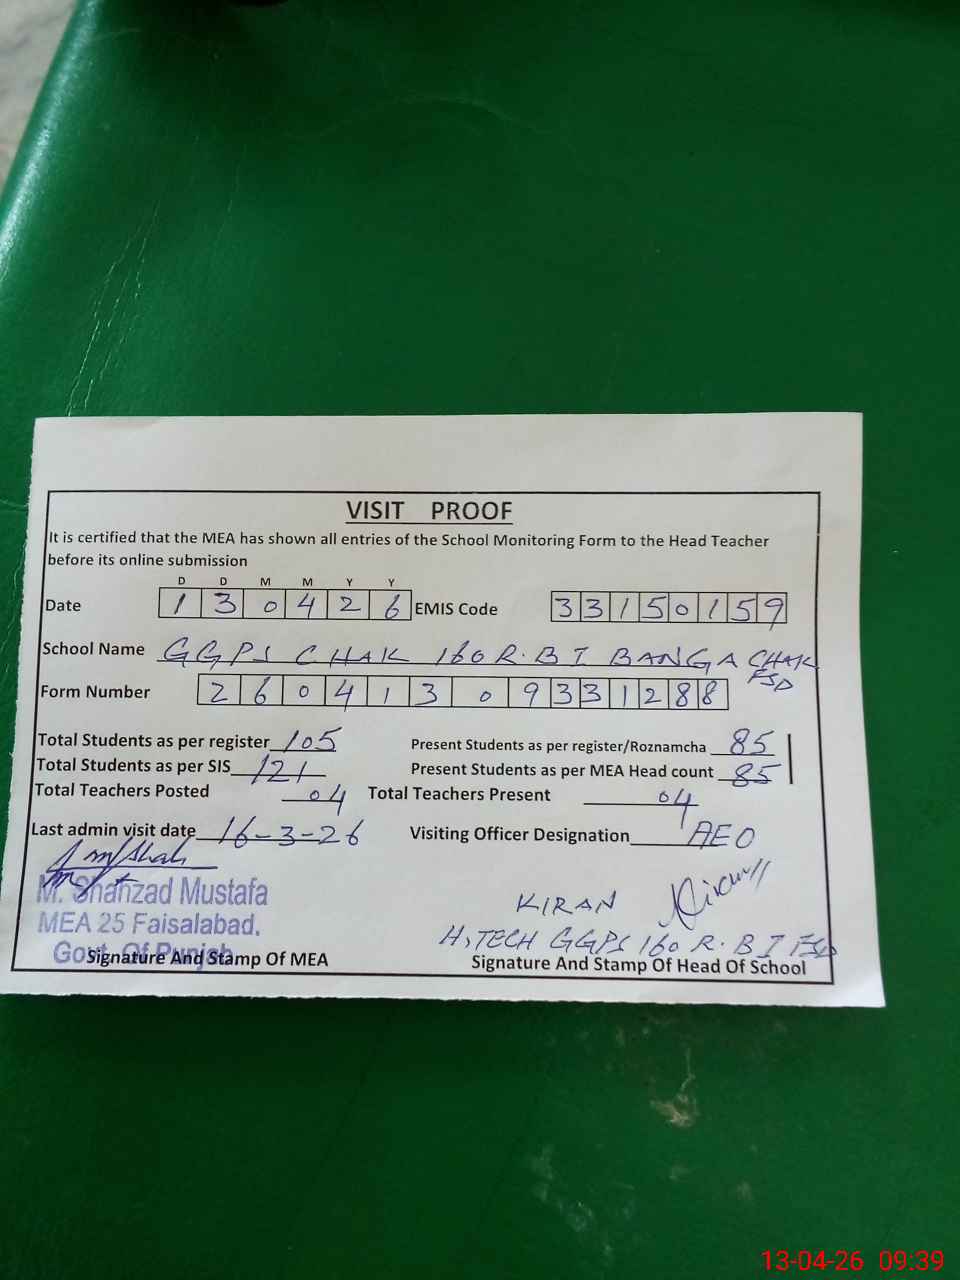 VISIT PROOF
It is certified that the MEA has shown all entries of the School Monitoring Form to the Head Teacher
before its online submission
D D M M Y Y
Date 1 3 0 4 2 6 EMIS Code 3 3 1 5 0 1 5 9
School Name GGPS CHAK 160 R.B I BANGA CHAK
FSD
Form Number 2 6 0 4 1 3 0 9 3 3 1 2 8 8
Total Students as per register 105 Present Students as per register/Roznamcha 85
Total Students as per SIS 121 Present Students as per MEA Head count 85
Total Teachers Posted 04 Total Teachers Present 04
Last admin visit date 16-3-26 Visiting Officer Designation AEO
M. Shahzad Mustafa
MEA 25 Faisalabad,
Govt. Of Punjab
Signature And Stamp Of MEA
KIRAN Kiran
H,TECH GGPS 160 R.B I FSD
Signature And Stamp Of Head Of School
13-04-26 09:39